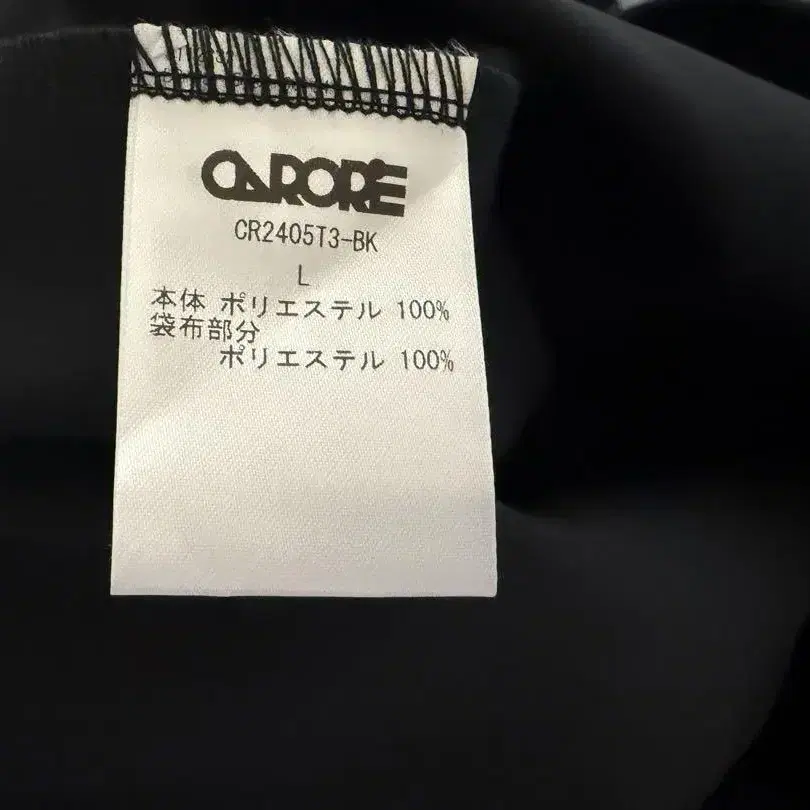 CARORE
CR2405T3-BK
L
本体 ポリエステル 100%
袋布部分
ポリエステル 100%